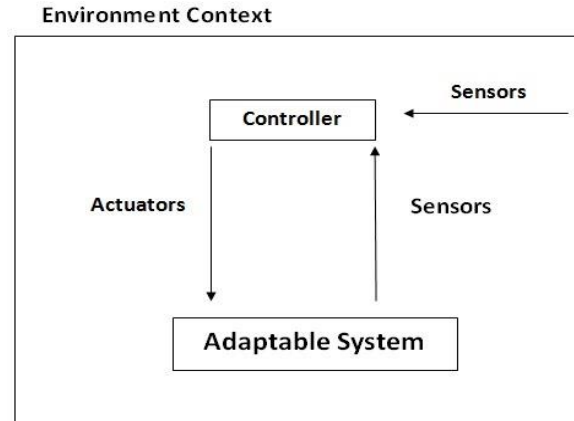 Environment Context
Sensors
Controller
Actuators
Sensors
Adaptable System